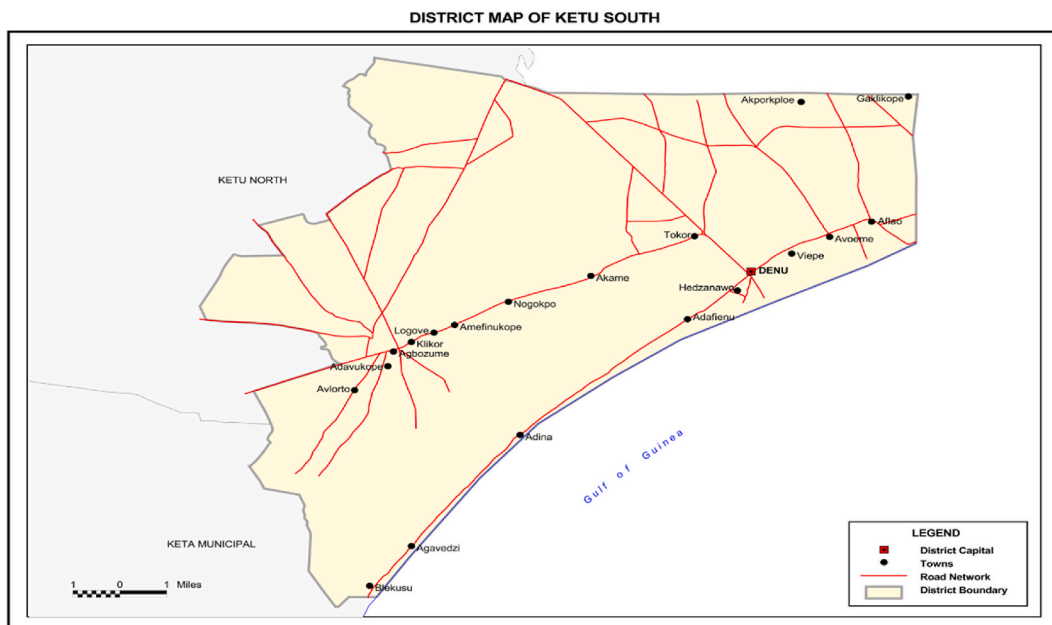 DISTRICT MAP OF KETU SOUTH
Akporkploe
Gaklikope
KETU NORTH
Aflao
Tokor
Avoeme
Viepe
DENU
Akame
Hedzanawo
Nogokpo
Adafienu
Logove
Amefinukope
Klikor
Agbozume
Adavukope
Avlorto
Adina
Gulf of Guinea
KETA MUNICIPAL
Agavedzi
Blekusu
1 0 1 Miles
LEGEND
District Capital
Towns
Road Network
District Boundary